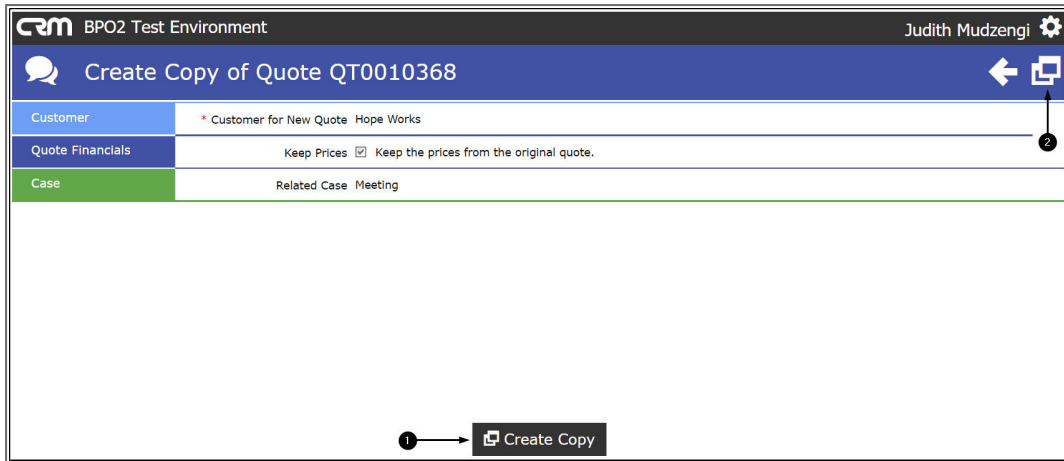 CRM BPO2 Test Environment Judith Mudzengi
Create Copy of Quote QT0010368
Customer * Customer for New Quote Hope Works
2
Quote Financials Keep Prices Keep the prices from the original quote.
Case Related Case Meeting
1 Create Copy